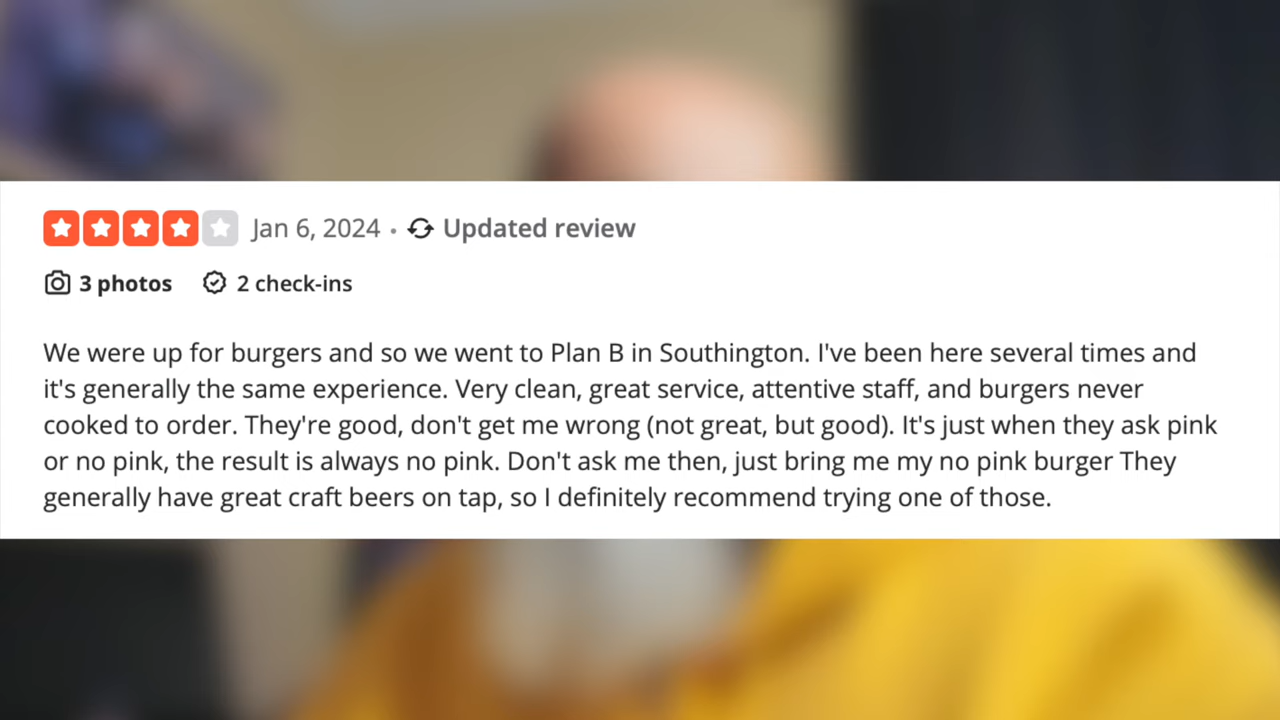 Jan 6, 2024 • Updated review
3 photos 2 check-ins
We were up for burgers and so we went to Plan B in Southington. I've been here several times and
it's generally the same experience. Very clean, great service, attentive staff, and burgers never
cooked to order. They're good, don't get me wrong (not great, but good). It's just when they ask pink
or no pink, the result is always no pink. Don't ask me then, just bring me my no pink burger They
generally have great craft beers on tap, so I definitely recommend trying one of those.